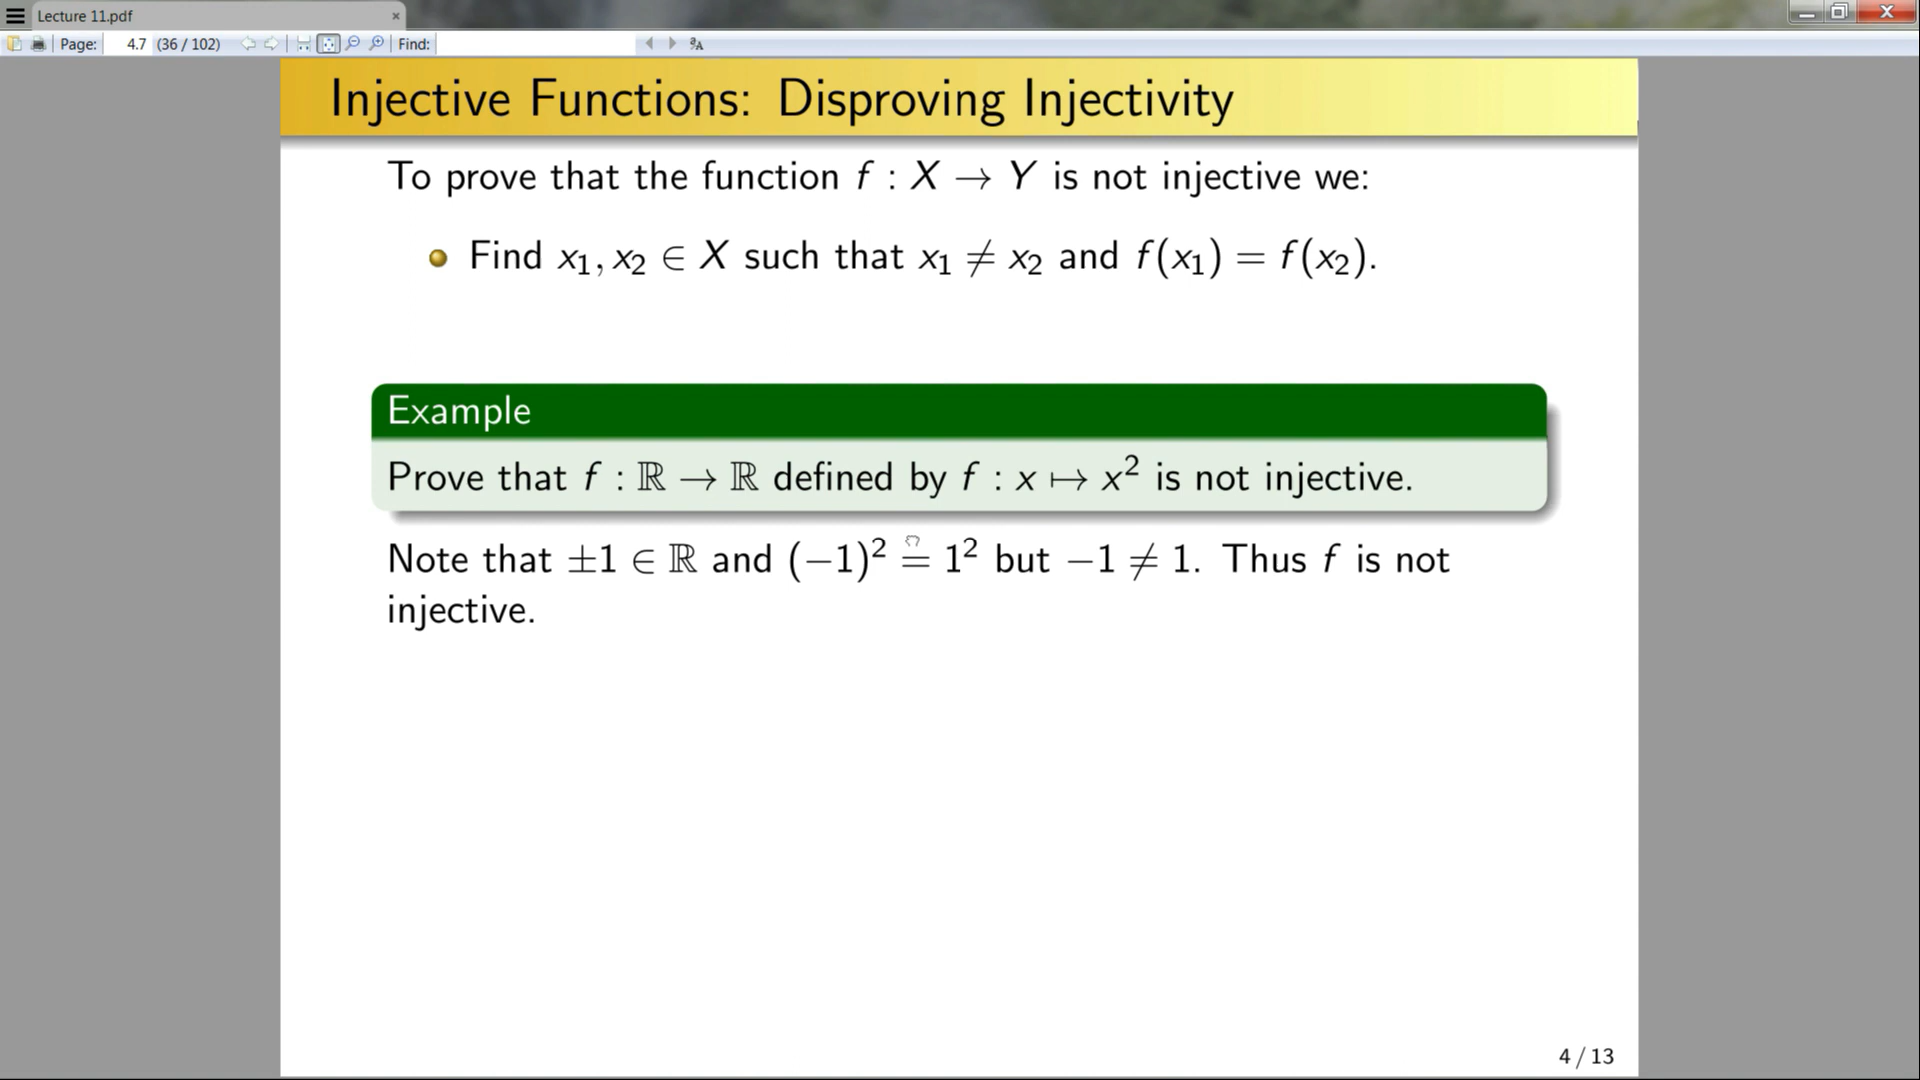 Lecture 11.pdf
Page: 4.7 (36 / 102) Find:
Injective Functions: Disproving Injectivity
To prove that the function f : X → Y is not injective we:
Find x₁, x₂ ∈ X such that x₁ ≠ x₂ and f(x₁) = f(x₂).
Example
Prove that f : ℝ → ℝ defined by f : x ↦ x² is not injective.
Note that ±1 ∈ ℝ and (−1)² = 1² but −1 ≠ 1. Thus f is not
injective.
4 / 13